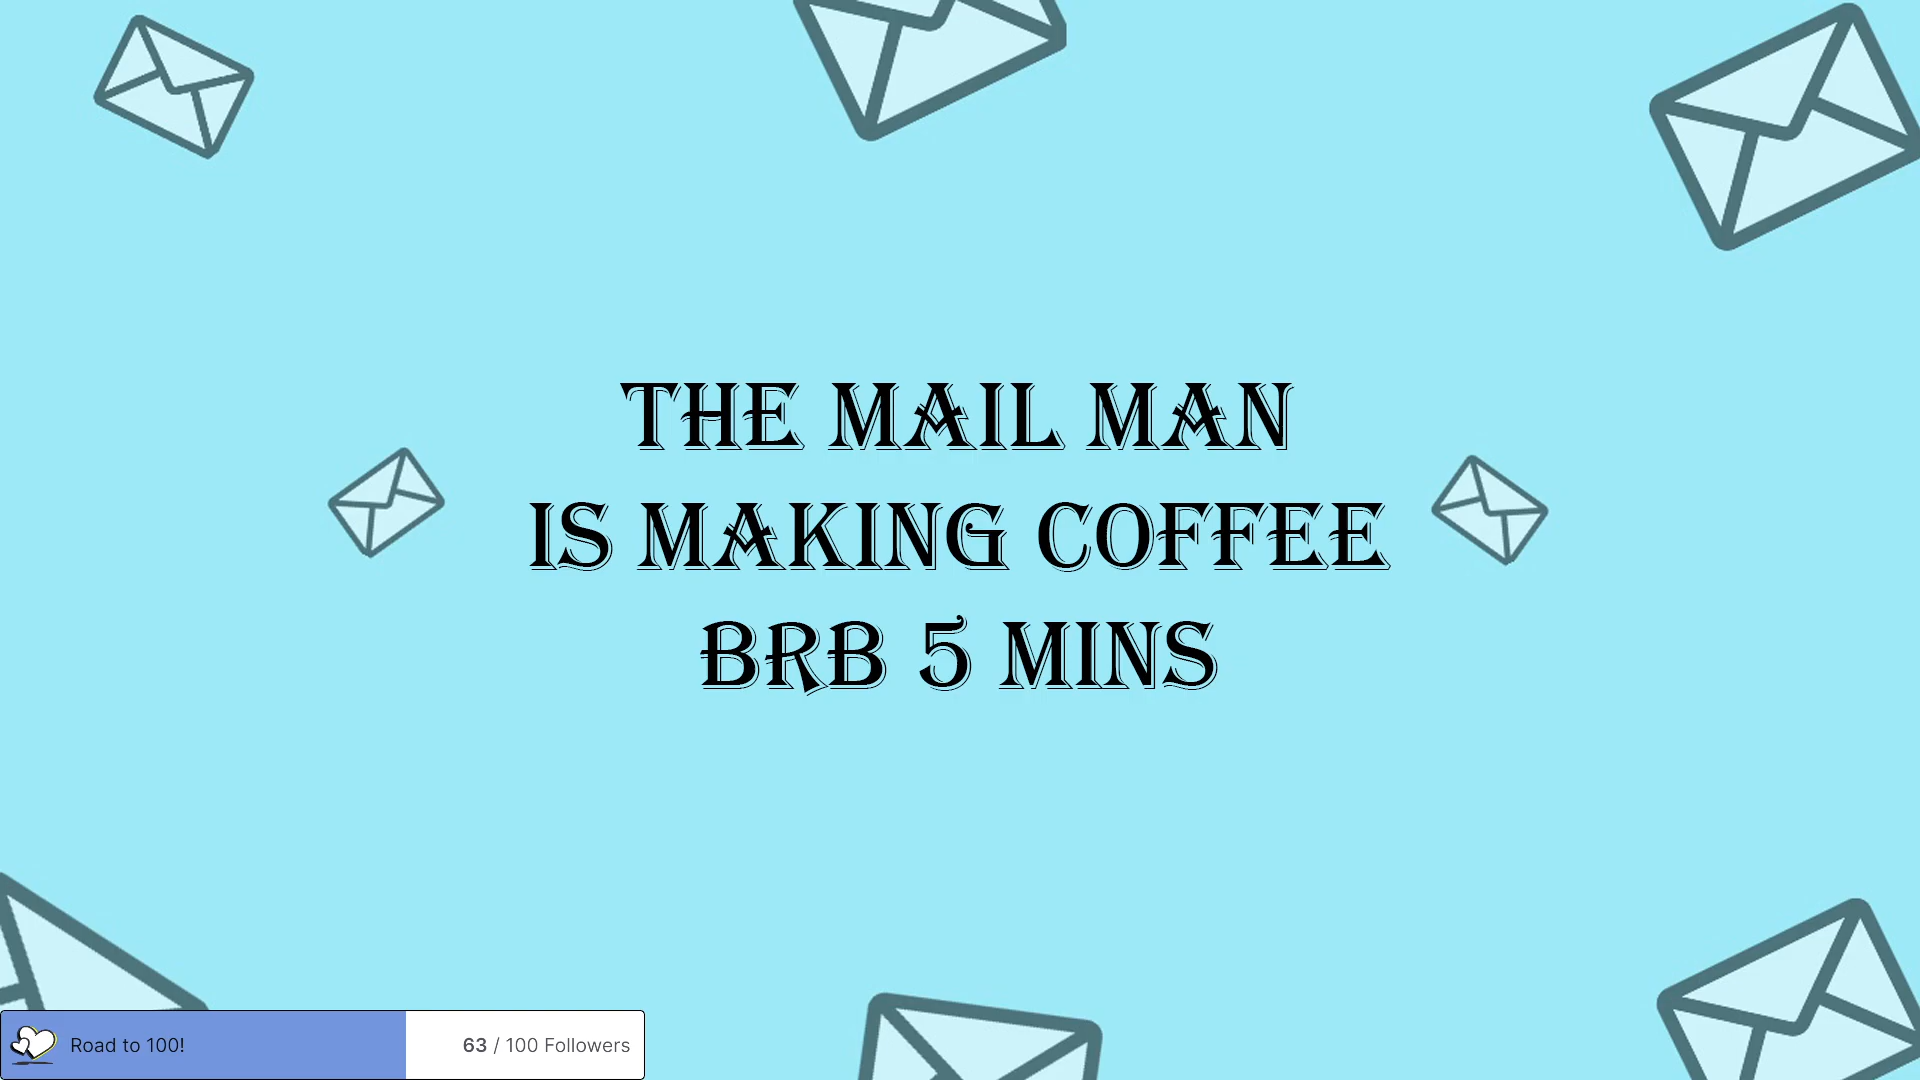 THE MAIL MAN
IS MAKING COFFEE
BRB 5 MINS
Road to 100! 63 / 100 Followers